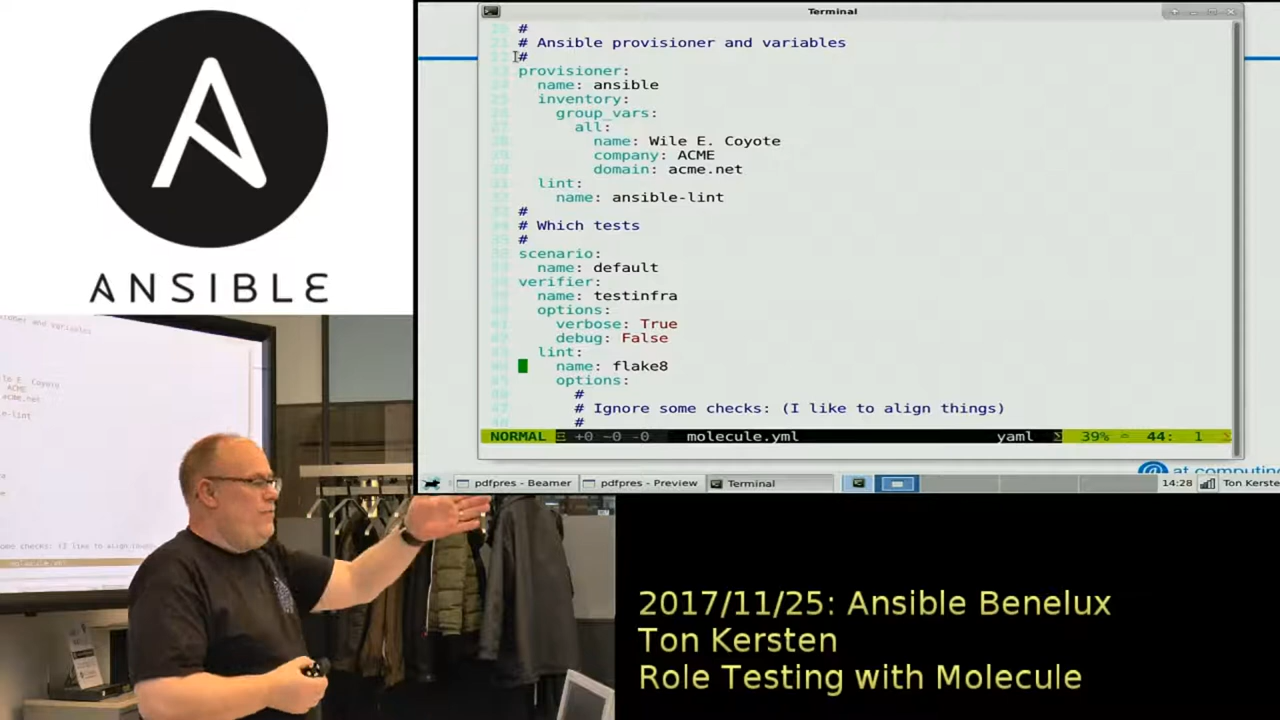 ANSIBLE
Terminal
#
# Ansible provisioner and variables
#
provisioner:
name: ansible
inventory:
group_vars:
all:
name: Wile E. Coyote
company: ACME
domain: acme.net
lint:
name: ansible-lint
#
# Which tests
#
scenario:
name: default
verifier:
name: testinfra
options:
verbose: True
debug: False
lint:
name: flake8
options:
#
# Ignore some checks: (I like to align things)
#
NORMAL +0 ~0 -0 molecule.yml yaml 39% 44: 1
at computing
pdfpres - Beamer pdfpres - Preview Terminal 14:28 Ton Kerste
2017/11/25: Ansible Benelux
Ton Kersten
Role Testing with Molecule